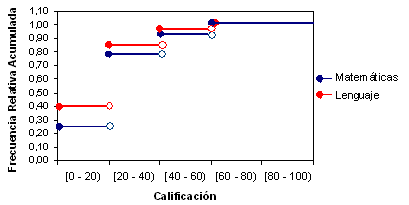 Frecuencia Relativa Acumulada
1,10
1,00
0,90
0,80
0,70
0,60
0,50
0,40
0,30
0,20
0,10
0,00
[0 - 20) [20 - 40) [40 - 60) [60 - 80) [80 - 100)
Calificación
Matemáticas
Lenguaje